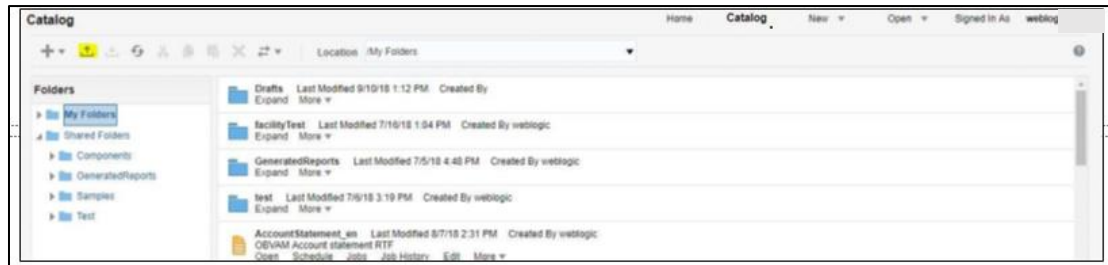 Catalog
Home Catalog New Open Signed In As weblog
Location /My Folders
Folders
My Folders
Shared Folders
Components
GeneratedReports
Samples
Test
Drafts Last Modified 9/10/18 1:12 PM Created By
Expand More
facilityTest Last Modified 7/16/18 1:04 PM Created By weblogic
Expand More
GeneratedReports Last Modified 7/5/18 4:48 PM Created By weblogic
Expand More
test Last Modified 7/6/18 3:19 PM Created By weblogic
Expand More
AccountStatement_en Last Modified 8/7/18 2:31 PM Created By weblogic
OBVAM Account statement RTF
Open Schedule Jobs Job History Edit More